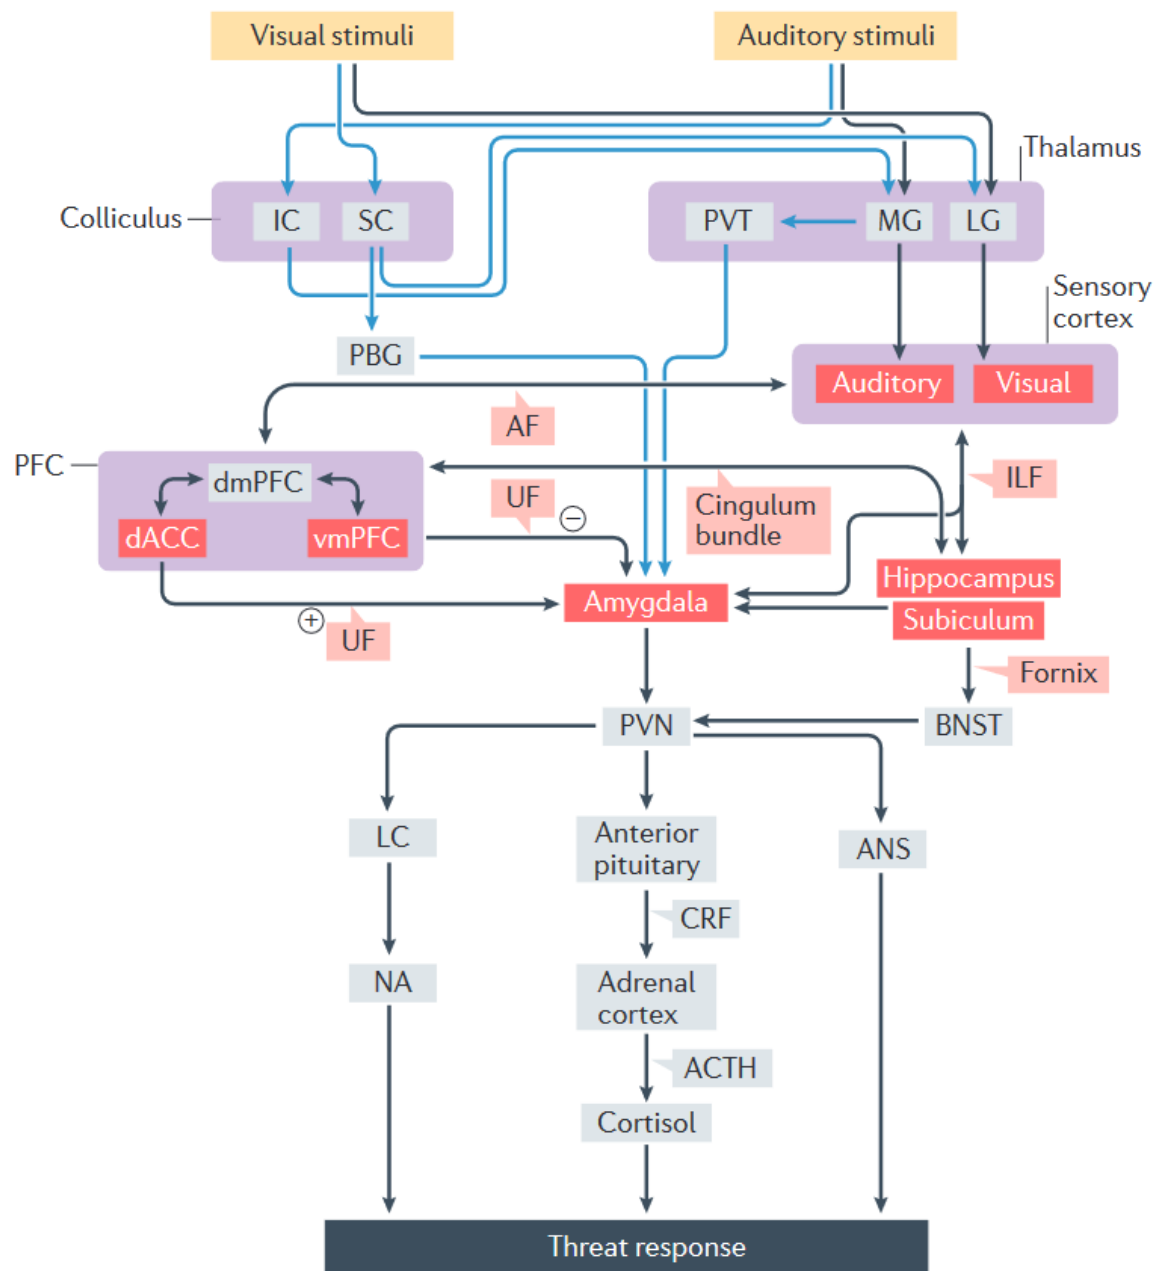 Visual stimuli
Auditory stimuli
Thalamus
Colliculus
IC
SC
PVT
MG
LG
Sensory
cortex
PBG
Auditory
Visual
AF
PFC
dmPFC
UF
Cingulum
bundle
ILF
dACC
vmPFC
−
Hippocampus
Amygdala
Subiculum
+
UF
Fornix
PVN
BNST
LC
Anterior
pituitary
ANS
CRF
NA
Adrenal
cortex
ACTH
Cortisol
Threat response